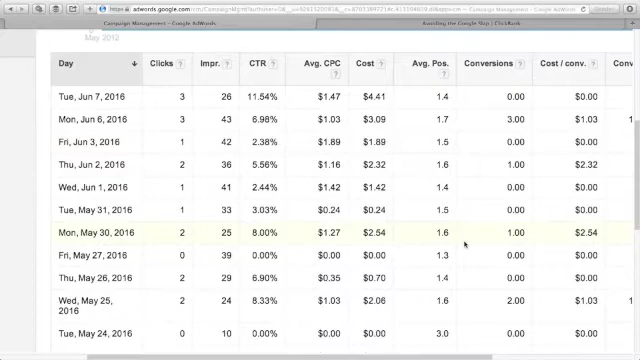 Campaign Management – Google AdWords
Avoiding the Google Slap | ClickBank
May 2012
Day Clicks ? Impr. ? CTR ? Avg. CPC ? Cost ? Avg. Pos. ? Conversions ? Cost / conv. ? Conv
Tue, Jun 7, 2016 3 26 11.54% $1.47 $4.41 1.4 0.00 $0.00
Mon, Jun 6, 2016 3 43 6.98% $1.03 $3.09 1.7 3.00 $1.03 1
Fri, Jun 3, 2016 1 42 2.38% $1.89 $1.89 1.5 0.00 $0.00
Thu, Jun 2, 2016 2 36 5.56% $1.16 $2.32 1.6 1.00 $2.32
Wed, Jun 1, 2016 1 41 2.44% $1.42 $1.42 1.4 0.00 $0.00
Tue, May 31, 2016 1 33 3.03% $0.24 $0.24 1.5 0.00 $0.00
Mon, May 30, 2016 2 25 8.00% $1.27 $2.54 1.6 1.00 $2.54
Fri, May 27, 2016 0 39 0.00% $0.00 $0.00 1.3 0.00 $0.00
Thu, May 26, 2016 2 29 6.90% $0.35 $0.70 1.4 0.00 $0.00
Wed, May 25, 2016 2 24 8.33% $1.03 $2.06 1.6 2.00 $1.03 1
Tue, May 24, 2016 0 10 0.00% $0.00 $0.00 3.0 0.00 $0.00